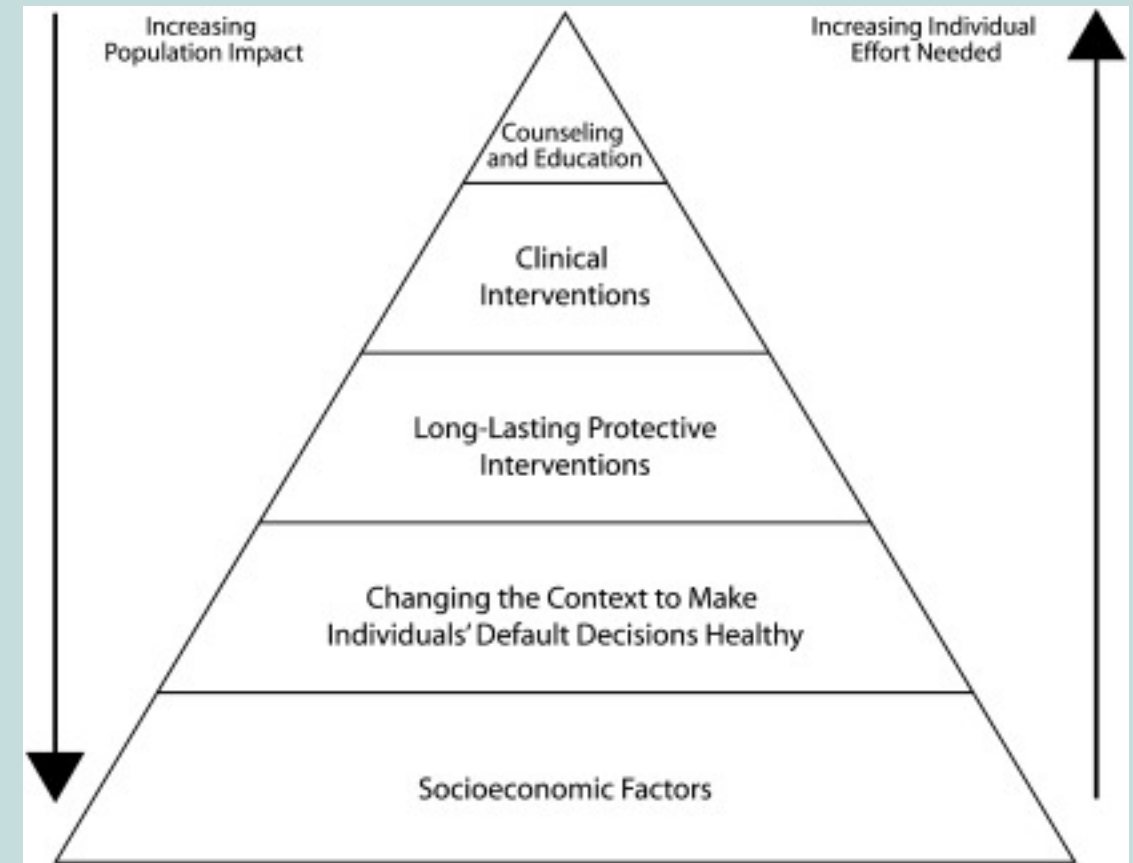 Increasing
Population Impact
Increasing Individual
Effort Needed
Counseling
and Education
Clinical
Interventions
Long-Lasting Protective
Interventions
Changing the Context to Make
Individuals’ Default Decisions Healthy
Socioeconomic Factors